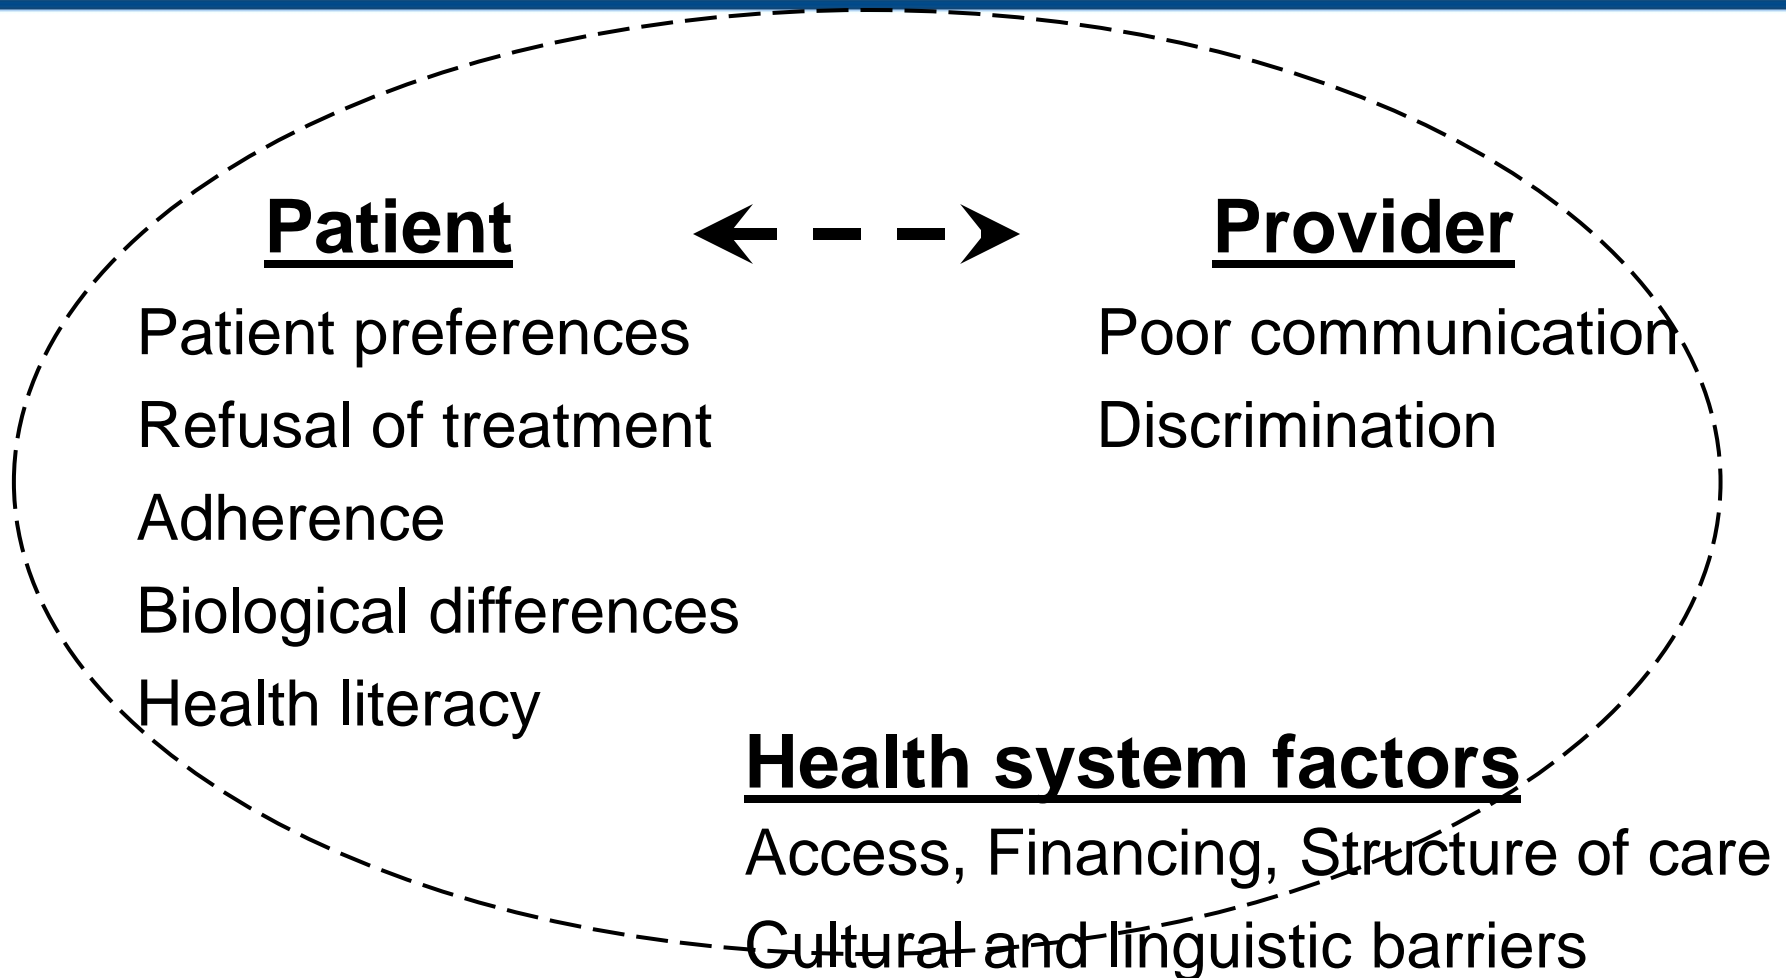 Patient
Patient preferences
Refusal of treatment
Adherence
Biological differences
Health literacy
Provider
Poor communication
Discrimination
Health system factors
Access, Financing, Structure of care
Cultural and linguistic barriers